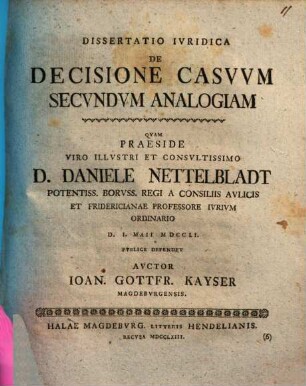 DISSERTATIO IVRIDICA
DE
DECISIONE CASVVM
SECVNDVM ANALOGIAM
QVAM
PRAESIDE
VIRO ILLVSTRI ET CONSVLTISSIMO
D. DANIELE NETTELBLADT
POTENTISS. BORVSS. REGI A CONSILIIS AVLICIS
ET FRIDERICIANAE PROFESSORE IVRIVM
ORDINARIO
D. I. MAII MDCCLI.
PVBLICE DEFENDET
AVCTOR
IOAN. GOTTFR. KAYSER
MAGDEBVRGENSIS.
HALAE MAGDEBVRG. LITTERIS HENDELIANIS.
RECVSA MDCCLXIII. (6)